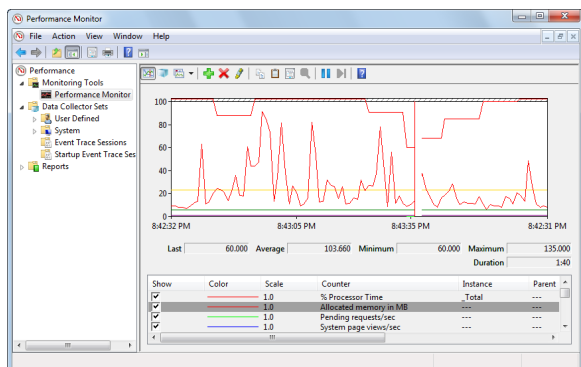 Performance Monitor
File Action View Window Help
Performance
Monitoring Tools
Performance Monitor
Data Collector Sets
User Defined
System
Event Trace Sessions
Startup Event Trace Ses
Reports
100
80
60
40
20
0
8:42:32 PM 8:43:05 PM 8:43:35 PM 8:42:31 PM
Last 60.000 Average 103.660 Minimum 60.000 Maximum 135.000
Duration 1:40
Show Color Scale Counter Instance Parent
1.0 % Processor Time _Total ---
1.0 Allocated memory in MB --- ---
1.0 Pending requests/sec --- ---
1.0 System page views/sec --- ---